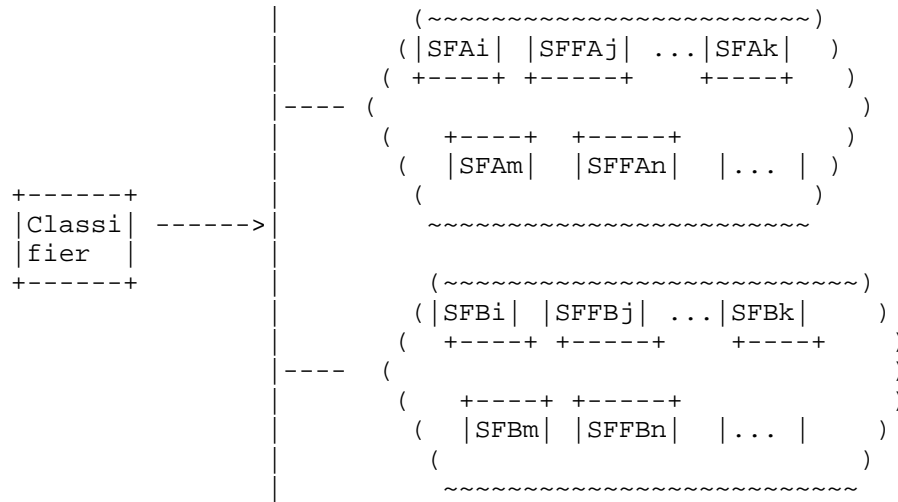 |SFAi| |SFFAj| ...|SFAk|
|SFAm| |SFFAn| |... |
|Classi| ------>|
|fier |
|SFBi| |SFFBj| ...|SFBk|
|SFBm| |SFFBn| |... |